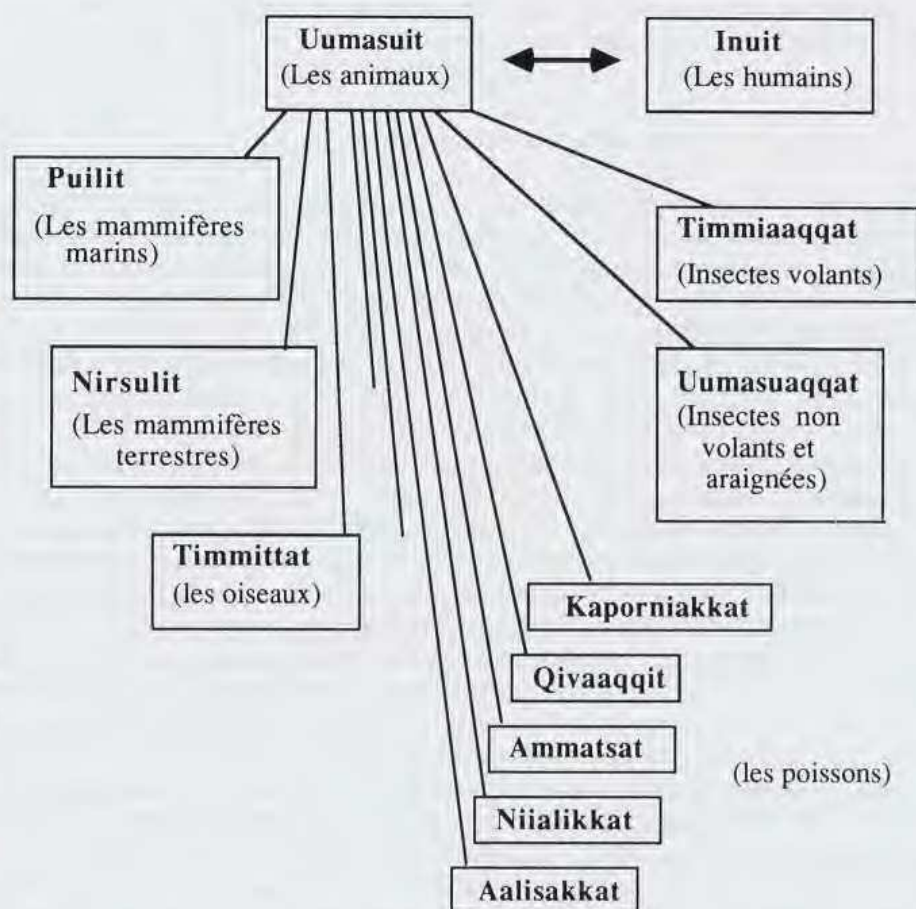 Uumasuit
(Les animaux)
Inuit
(Les humains)
Puilit
(Les mammifères
marins)
Timmiaaqqat
(Insectes volants)
Nirsulit
(Les mammifères
terrestres)
Uumasuaqqat
(Insectes non
volants et
araignées)
Timmittat
(les oiseaux)
Kaporniakkat
Qivaaqqit
Ammatsat
(les poissons)
Niialikkat
Aalisakkat